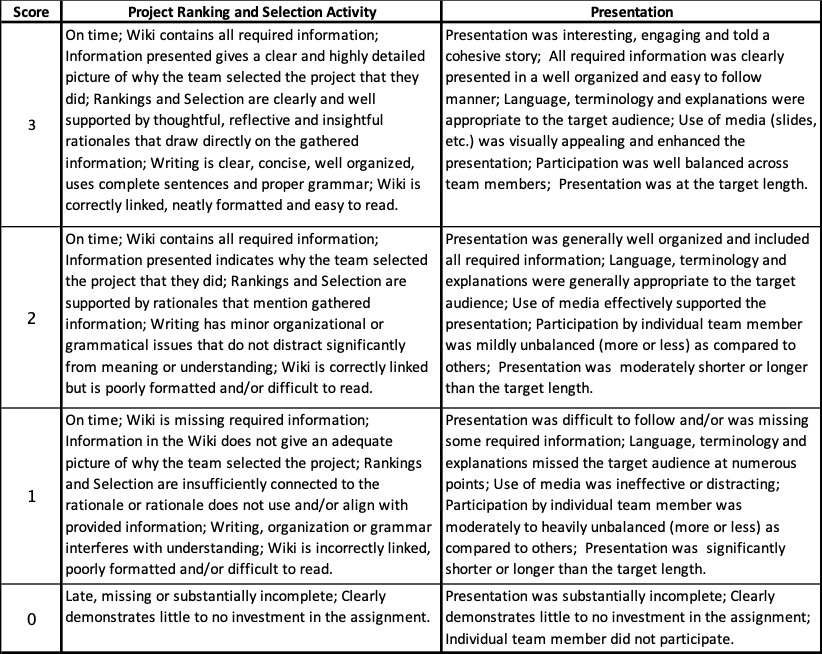 Score Project Ranking and Selection Activity Presentation
3
On time; Wiki contains all required information;
Information presented gives a clear and highly detailed
picture of why the team selected the project that they
did; Rankings and Selection are clearly and well
supported by thoughtful, reflective and insightful
rationales that draw directly on the gathered
information; Writing is clear, concise, well organized,
uses complete sentences and proper grammar; Wiki is
correctly linked, neatly formatted and easy to read.
Presentation was interesting, engaging and told a
cohesive story;  All required information was clearly
presented in a well organized and easy to follow
manner; Language, terminology and explanations were
appropriate to the target audience; Use of media (slides,
etc.) was visually appealing and enhanced the
presentation; Participation was well balanced across
team members;  Presentation was at the target length.
2
On time; Wiki contains all required information;
Information presented indicates why the team selected
the project that they did; Rankings and Selection are
supported by rationales that mention gathered
information; Writing has minor organizational or
grammatical issues that do not distract significantly
from meaning or understanding; Wiki is correctly linked
but is poorly formatted and/or difficult to read.
Presentation was generally well organized and included
all required information; Language, terminology and
explanations were generally appropriate to the target
audience; Use of media effectively supported the
presentation; Participation by individual team member
was mildly unbalanced (more or less) as compared to
others;  Presentation was  moderately shorter or longer
than the target length.
1
On time; Wiki is missing required information;
Information in the Wiki does not give an adequate
picture of why the team selected the project; Rankings
and Selection are insufficiently connected to the
rationale or rationale does not use and/or align with
provided information; Writing, organization or grammar
interferes with understanding; Wiki is incorrectly linked,
poorly formatted and/or difficult to read.
Presentation was difficult to follow and/or was missing
some required information; Language, terminology and
explanations missed the target audience at numerous
points; Use of media was ineffective or distracting;
Participation by individual team member was
moderately to heavily unbalanced (more or less) as
compared to others;  Presentation was  significantly
shorter or longer than the target length.
0
Late, missing or substantially incomplete; Clearly
demonstrates little to no investment in the assignment.
Presentation was substantially incomplete; Clearly
demonstrates little to no investment in the assignment;
Individual team member did not participate.